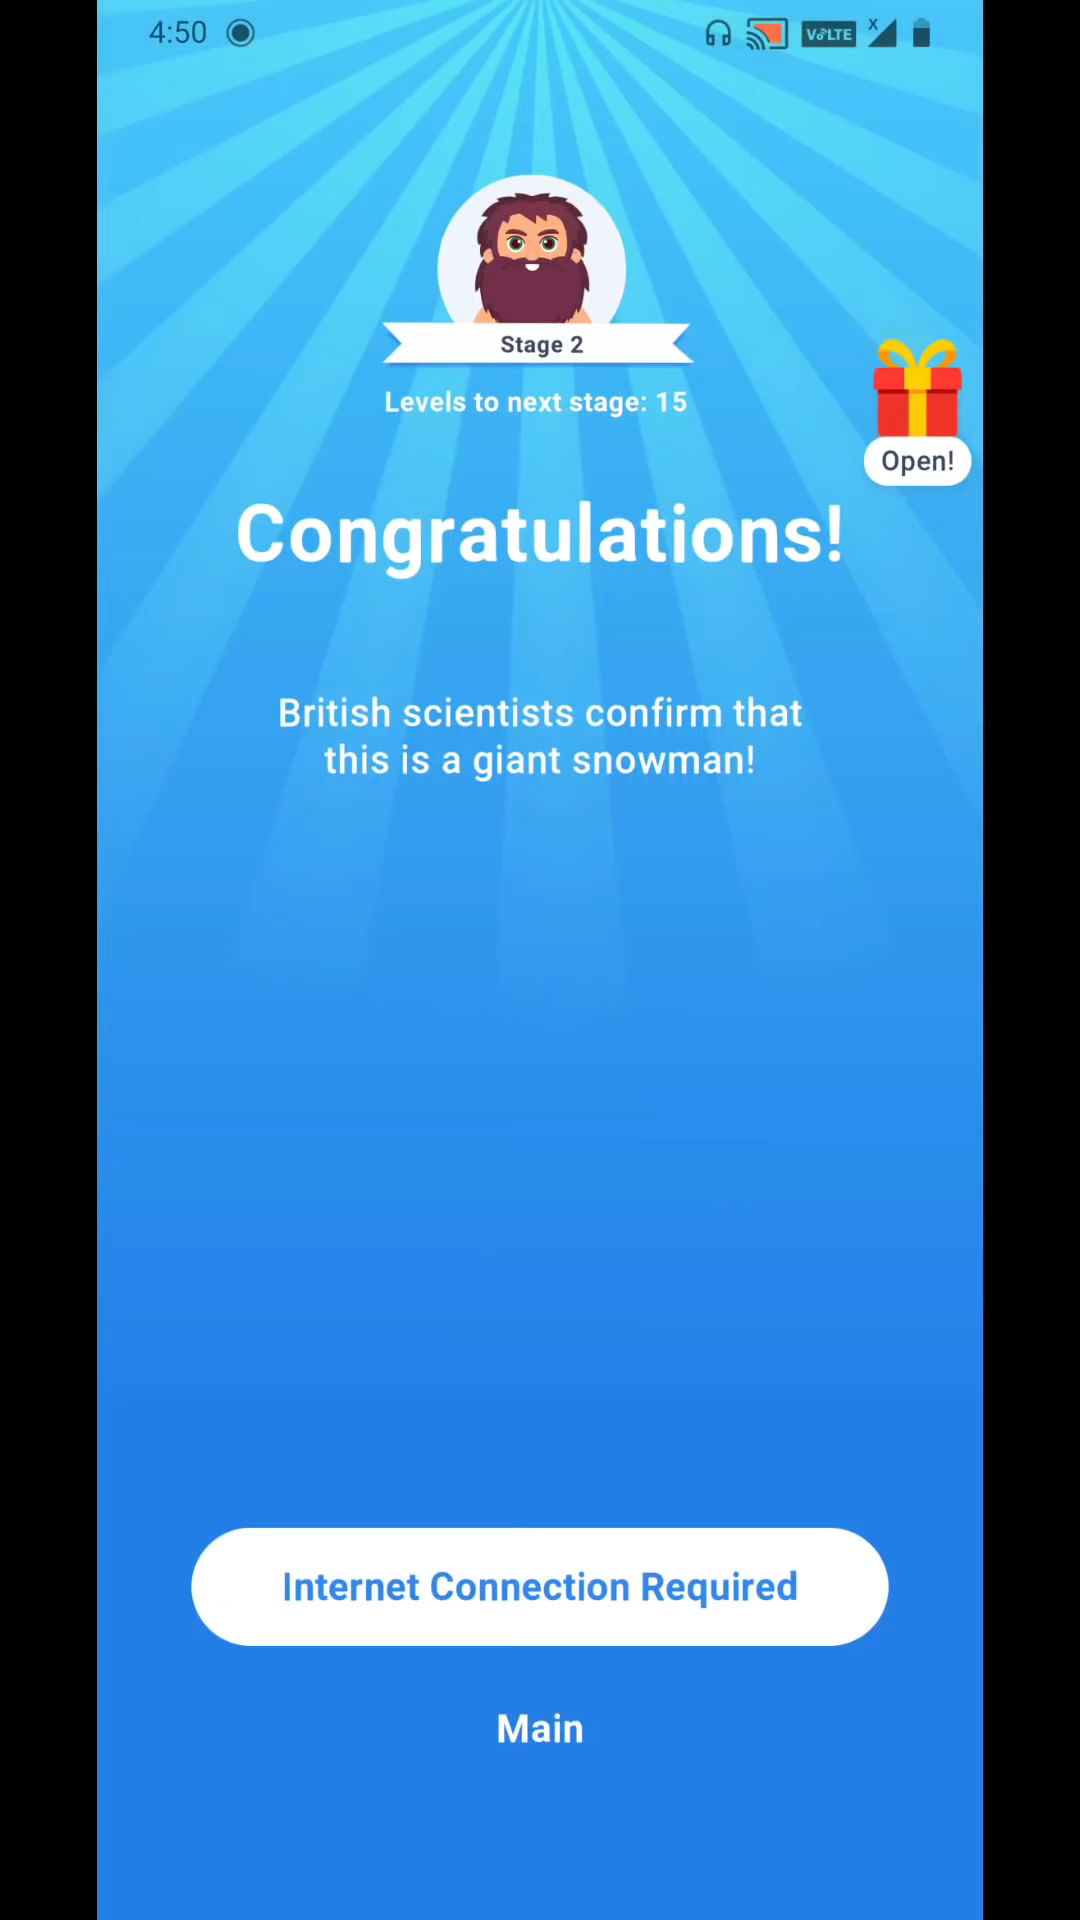 4:50
VoLTE
x
Stage 2
Levels to next stage: 15
Open!
Congratulations!
British scientists confirm that
this is a giant snowman!
Internet Connection Required
Main